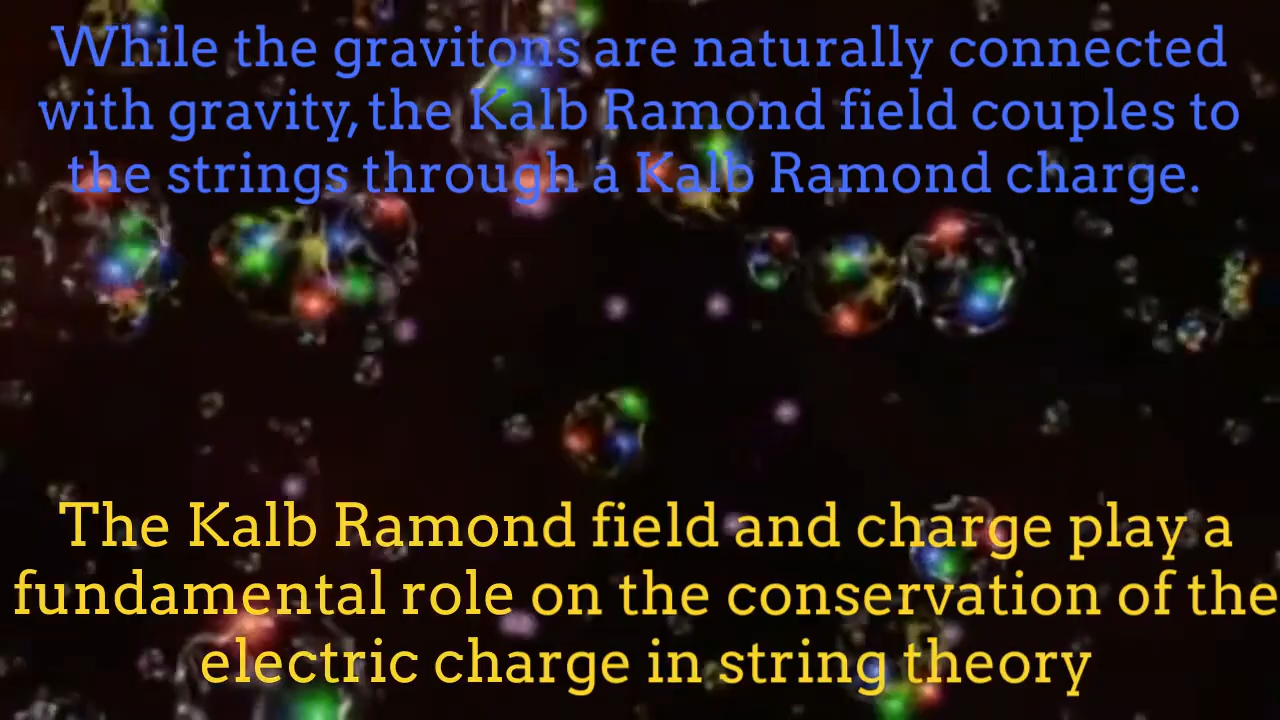 While the gravitons are naturally connected
with gravity, the Kalb Ramond field couples to
the strings through a Kalb Ramond charge.
The Kalb Ramond field and charge play a
fundamental role on the conservation of the
electric charge in string theory